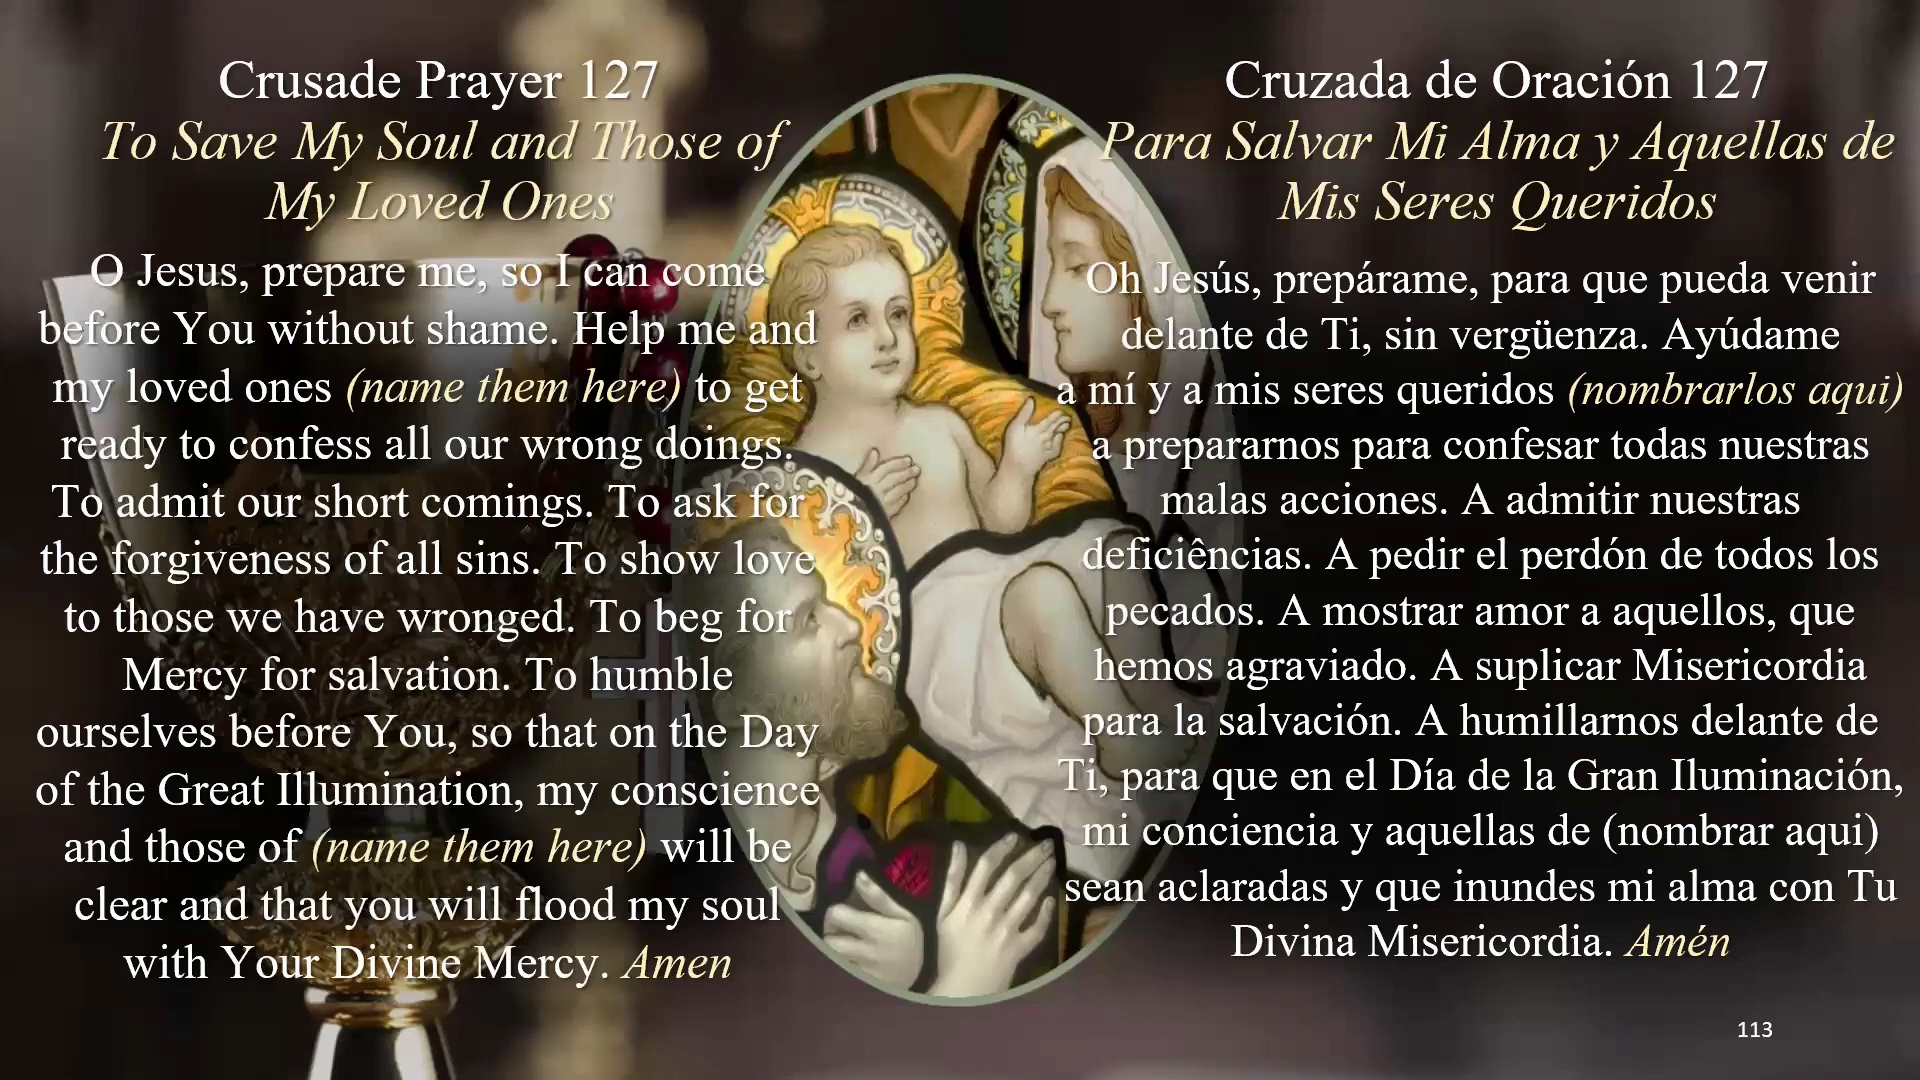 Crusade Prayer 127
To Save My Soul and Those of
My Loved Ones
O Jesus, prepare me, so I can come
before You without shame. Help me and
my loved ones (name them here) to get
ready to confess all our wrong doings.
To admit our short comings. To ask for
the forgiveness of all sins. To show love
to those we have wronged. To beg for
Mercy for salvation. To humble
ourselves before You, so that on the Day
of the Great Illumination, my conscience
and those of (name them here) will be
clear and that you will flood my soul
with Your Divine Mercy. Amen
Cruzada de Oración 127
Para Salvar Mi Alma y Aquellas de
Mis Seres Queridos
Oh Jesús, prepárame, para que pueda venir
delante de Ti, sin vergüenza. Ayúdame
a mí y a mis seres queridos (nombrarlos aqui)
a prepararnos para confesar todas nuestras
malas acciones. A admitir nuestras
deficiências. A pedir el perdón de todos los
pecados. A mostrar amor a aquellos, que
hemos agraviado. A suplicar Misericordia
para la salvación. A humillarnos delante de
Ti, para que en el Día de la Gran Iluminación,
mi conciencia y aquellas de (nombrar aqui)
sean aclaradas y que inundes mi alma con Tu
Divina Misericordia. Amén
113